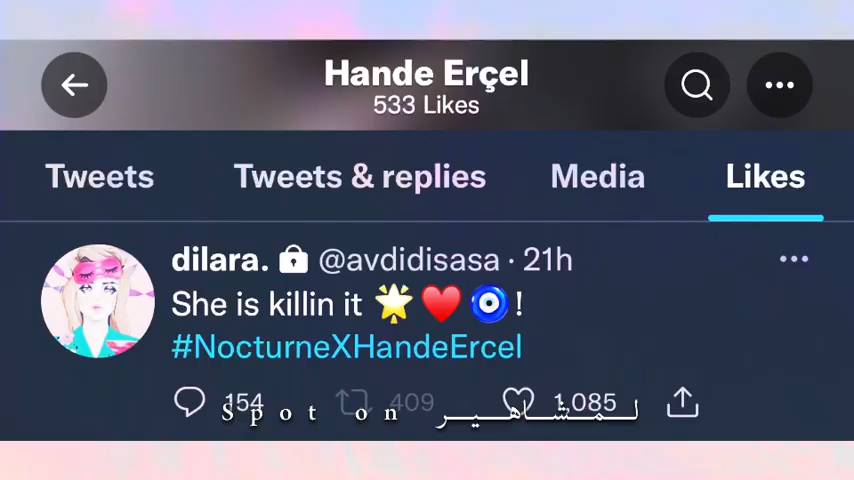 Hande Erçel
533 Likes
Tweets Tweets & replies Media Likes
dilara. @avdidisasa · 21h
She is killin it 🌟❤️🧿!
#NocturneXHandeErcel
154 409 1,085
Spot on لـمـشـاهـيـر